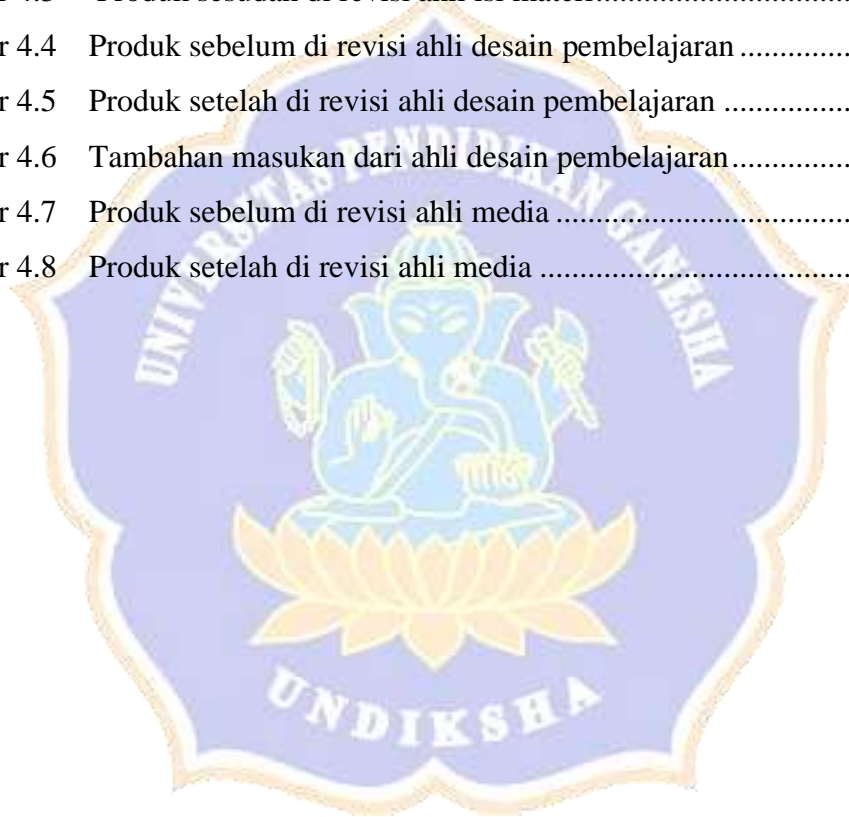 r 4.3 Produk sesudah di revisi ahli isi materi............................
r 4.4 Produk sebelum di revisi ahli desain pembelajaran..............
r 4.5 Produk setelah di revisi ahli desain pembelajaran ................
r 4.6 Tambahan masukan dari ahli desain pembelajaran...............
r 4.7 Produk sebelum di revisi ahli media.....................................
r 4.8 Produk setelah di revisi ahli media .......................................
UNIVERSITAS PENDIDIKAN GANESHA
UNDIKSHA